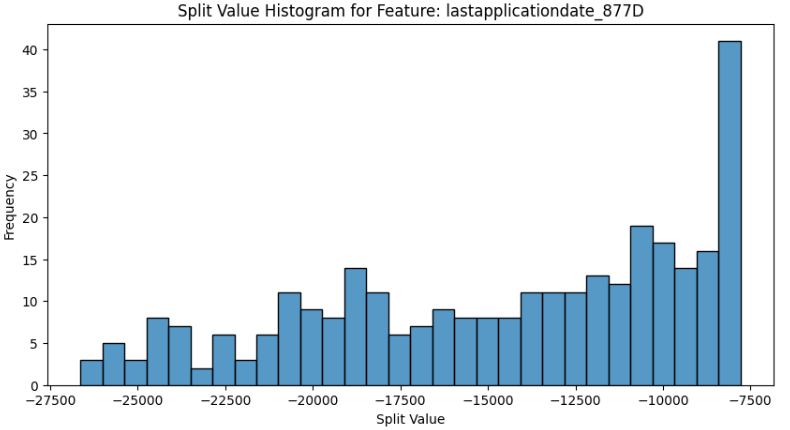 Split Value Histogram for Feature: lastapplicationdate_877D
Frequency
40
35
30
25
20
15
10
5
0
−27500 −25000 −22500 −20000 −17500 −15000 −12500 −10000 −7500
Split Value